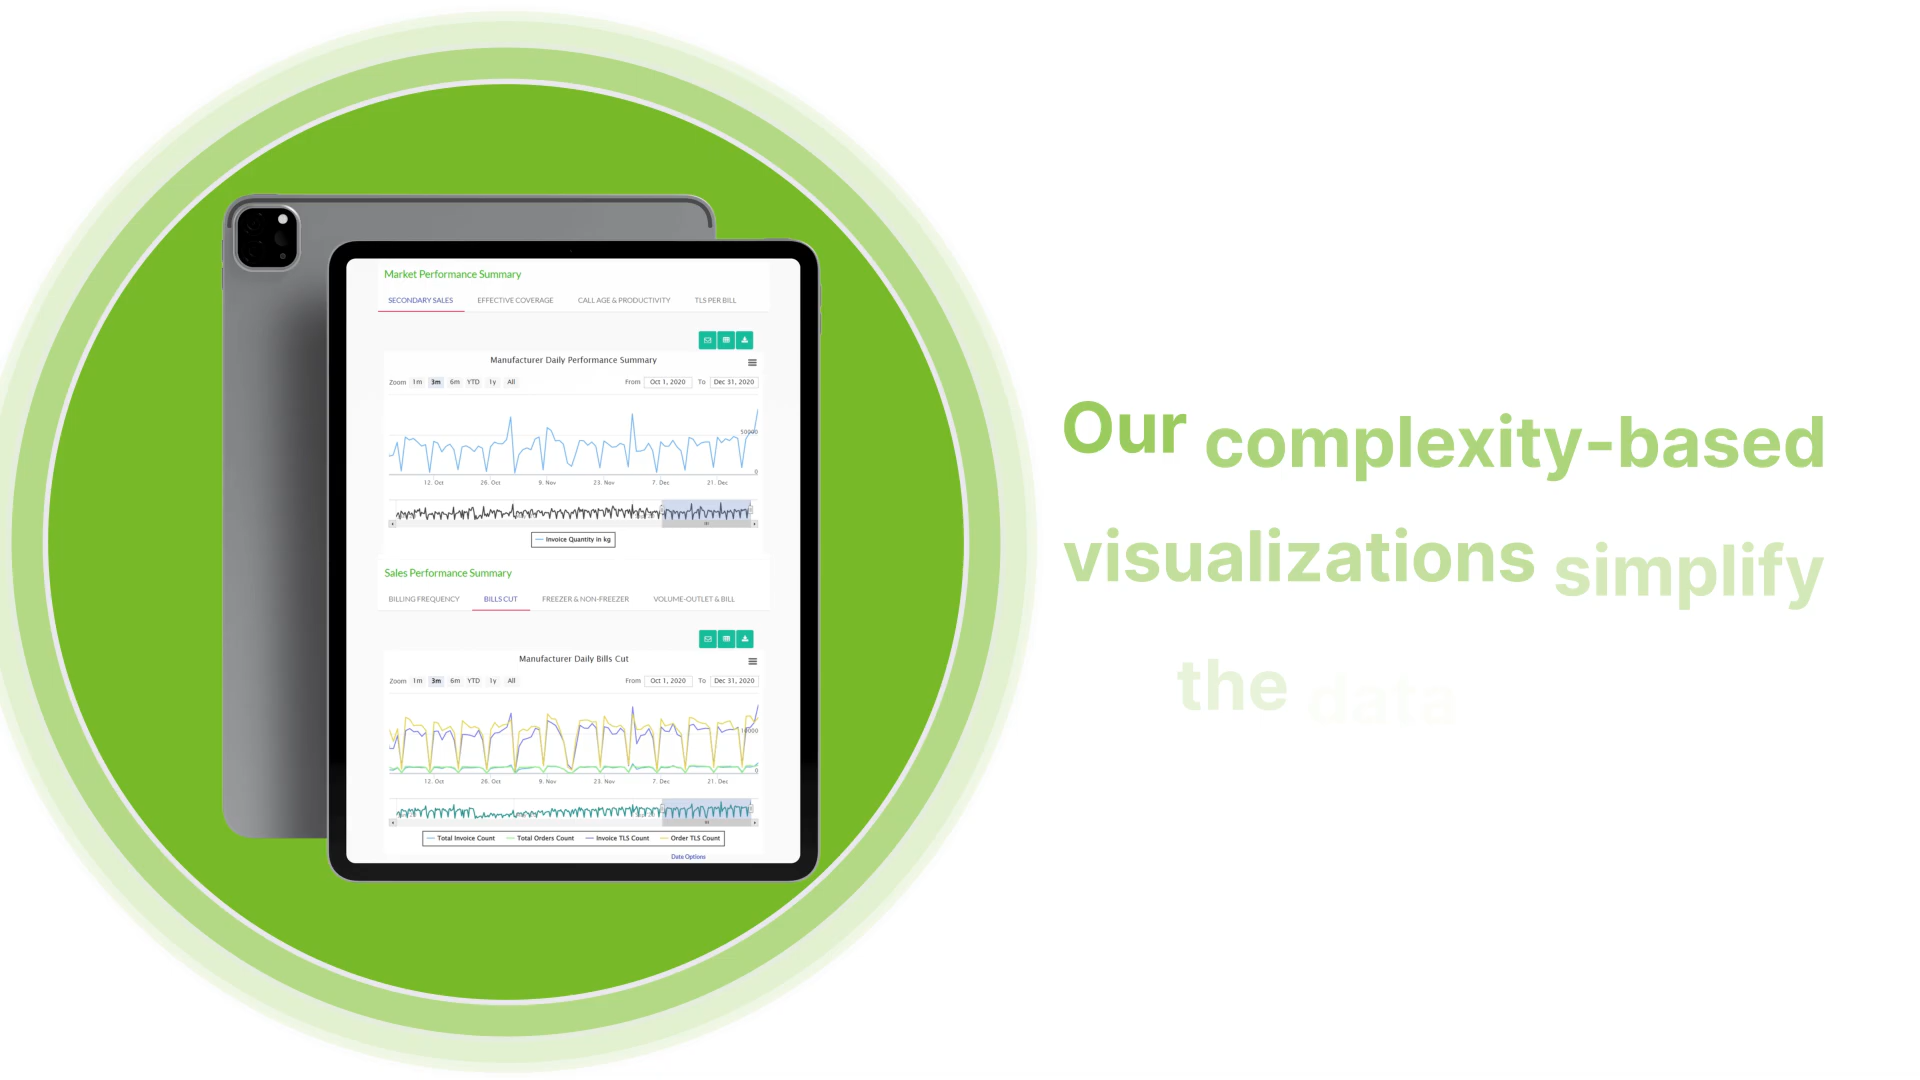 Market Performance Summary
SECONDARY SALES EFFECTIVE COVERAGE CALL AGE & PRODUCTIVITY TLS PER BILL
Manufacturer Daily Performance Summary
Zoom 1m 3m 6m YTD 1y All From Oct 1, 2020 To Dec 31, 2020
50000
0
12. Oct 26. Oct 9. Nov 23. Nov 7. Dec 21. Dec
Invoice Quantity in kg
Sales Performance Summary
BILLING FREQUENCY BILLS CUT FREEZER & NON-FREEZER VOLUME-OUTLET & BILL
Manufacturer Daily Bills Cut
Zoom 1m 3m 6m YTD 1y All From Oct 1, 2020 To Dec 31, 2020
10000
0
12. Oct 26. Oct 9. Nov 23. Nov 7. Dec 21. Dec
Total Invoice Count Total Orders Count Invoice TLS Count Order TLS Count
Date Options
Our complexity-based
visualizations simplify
the data